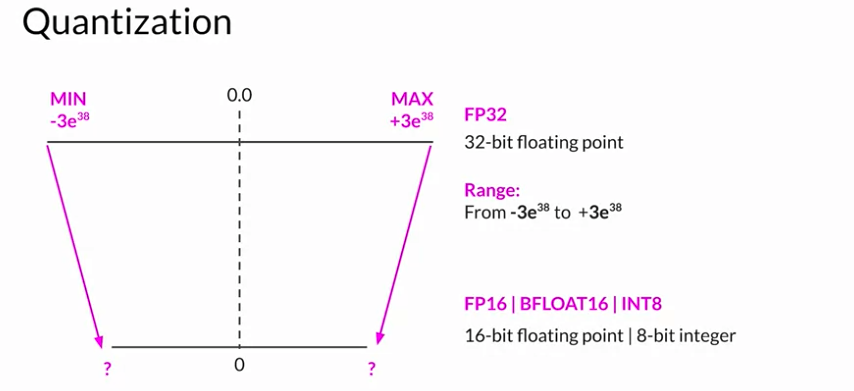 Quantization
0.0
MIN
-3e³⁸
MAX
+3e³⁸
FP32
32-bit floating point
Range:
From -3e³⁸ to +3e³⁸
FP16 | BFLOAT16 | INT8
16-bit floating point | 8-bit integer
?
0
?